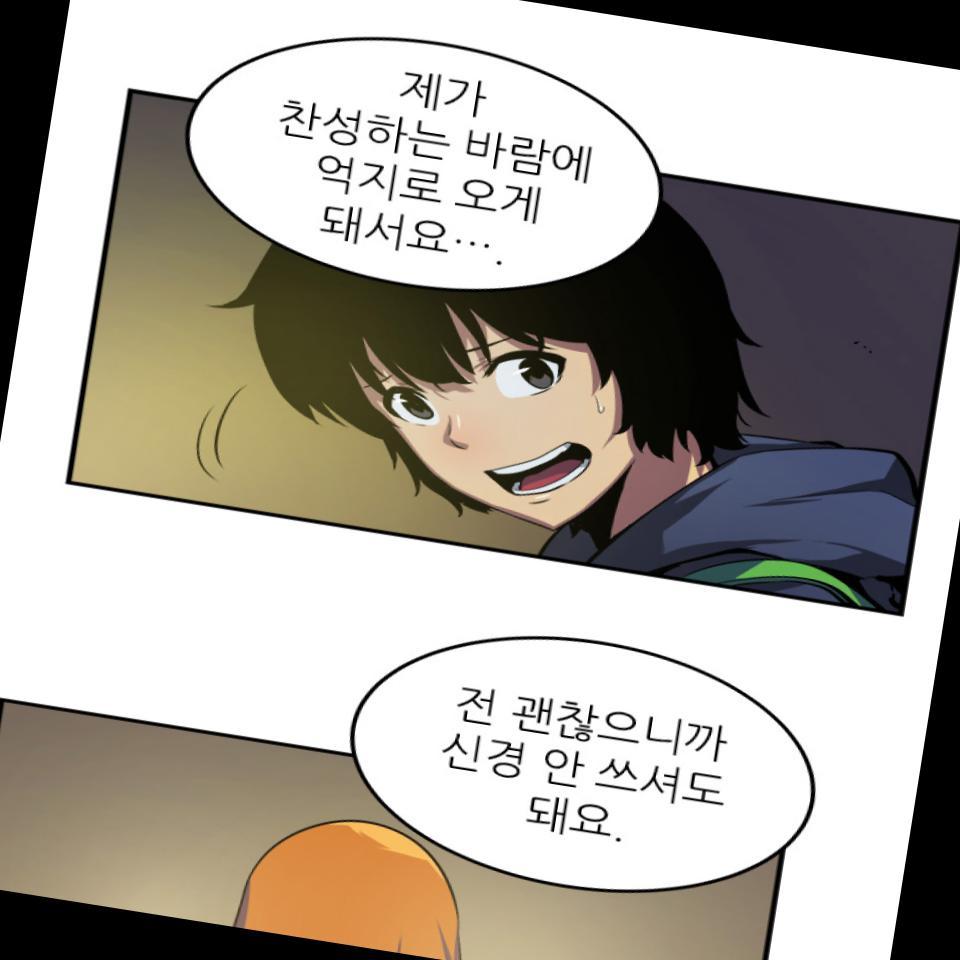 제가
찬성하는 바람에
억지로 오게
돼서요···.
전 괜찮으니까
신경 안 쓰셔도
돼요.